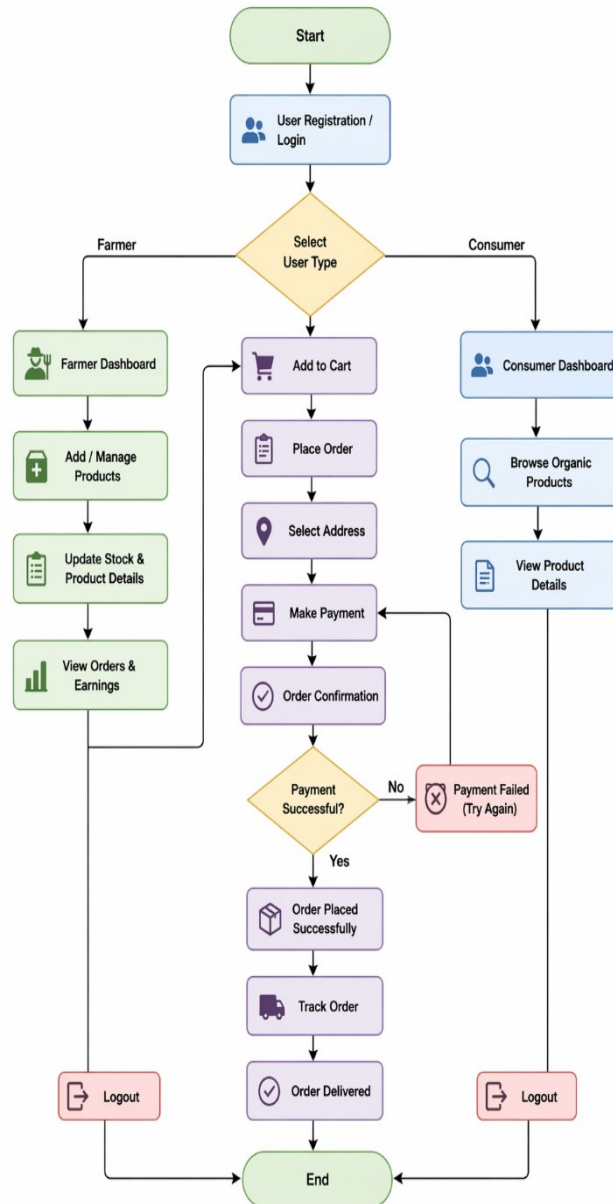 Start
User Registration /
Login
Select
User Type
Farmer
Consumer
Farmer Dashboard
Add / Manage
Products
Update Stock &
Product Details
View Orders &
Earnings
Logout
Add to Cart
Place Order
Select Address
Make Payment
Order Confirmation
Payment
Successful?
No
Payment Failed
(Try Again)
Yes
Order Placed
Successfully
Track Order
Order Delivered
Consumer Dashboard
Browse Organic
Products
View Product
Details
Logout
End